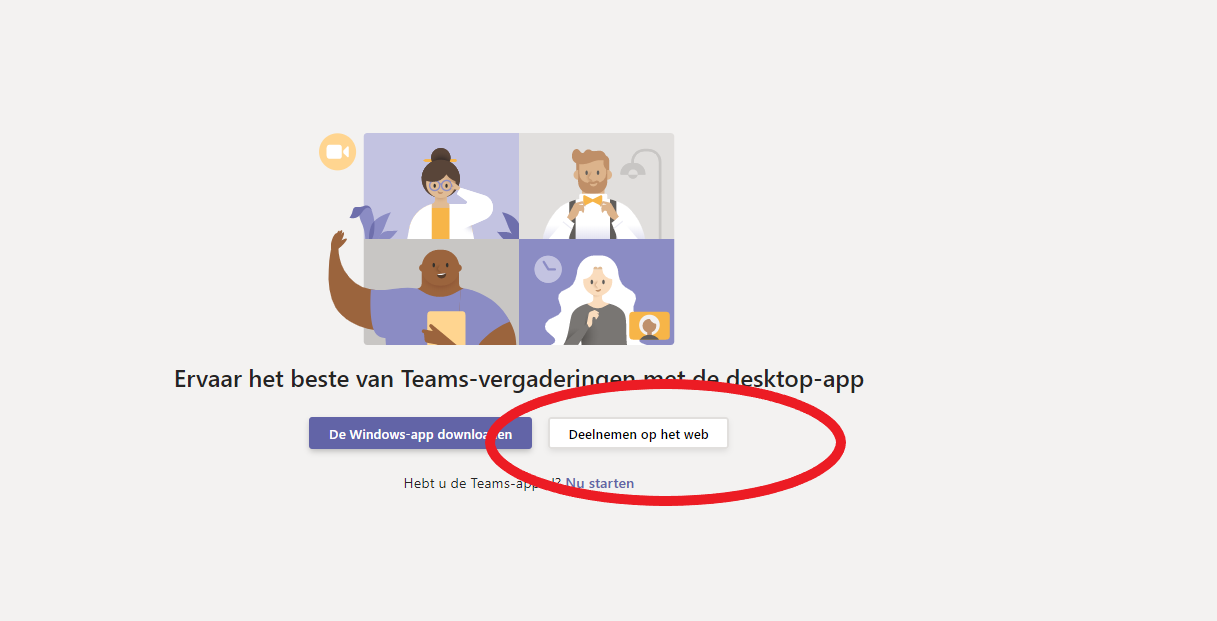 Ervaar het beste van Teams-vergaderingen met de desktop-app
De Windows-app downloaden
Deelnemen op het web
Hebt u de Teams-app al? Nu starten